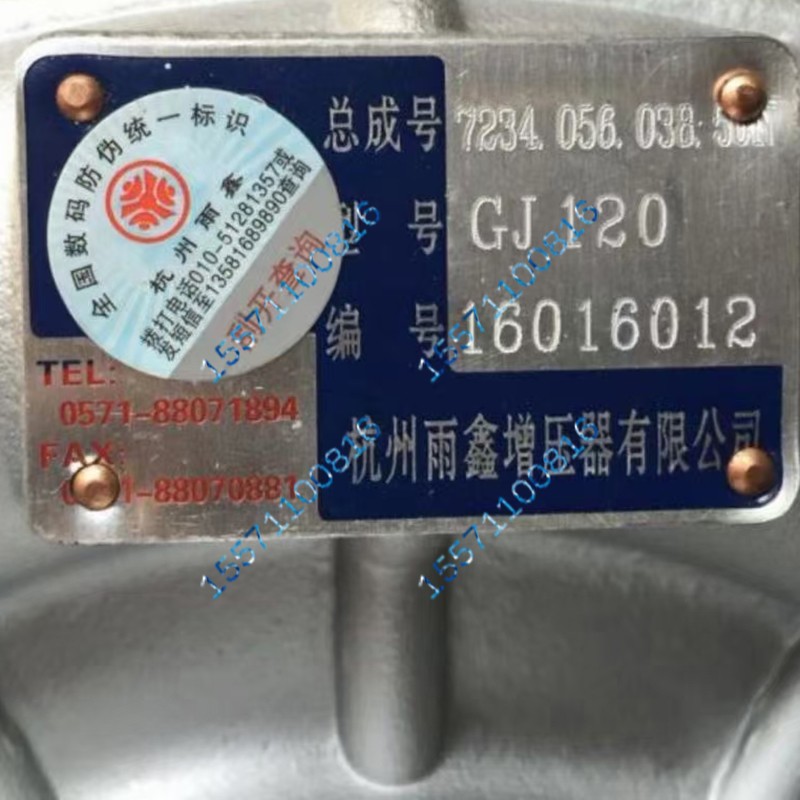 全国数码防伪统一标识
杭州雨鑫
拨打电话010-51281357或
发短信至13581689890查询
刮开查询
总成号 7234.056.038.
型 号 GJ120
编 号 16016012
TEL:
0571-88071894
FAX:
0571-88070881
杭州雨鑫增压器有限公司
15571100816
15571100816
15571100816
15571100816